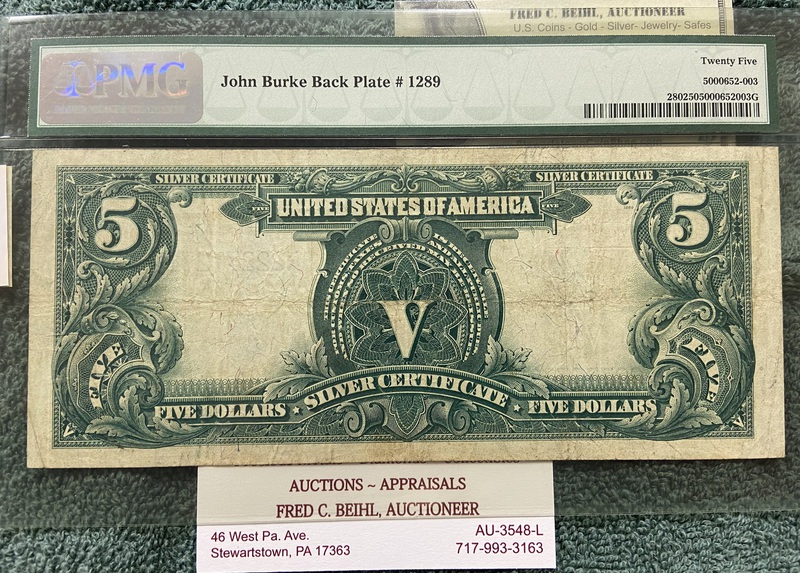 FRED C. BEIHL, AUCTIONEER
U.S. Coins - Gold - Silver- Jewelry- Safes
PMG
John Burke Back Plate # 1289
Twenty Five
5000652-003
2802505000652003G
SILVER CERTIFICATE
SILVER CERTIFICATE
FIVE
UNITED STATES OF AMERICA
FIVE
5
5
V
FIVE
FIVE
SILVER CERTIFICATE
FIVE DOLLARS
FIVE DOLLARS
V
V
AUCTIONS ~ APPRAISALS
FRED C. BEIHL, AUCTIONEER
46 West Pa. Ave.
AU-3548-L
Stewartstown, PA 17363
717-993-3163